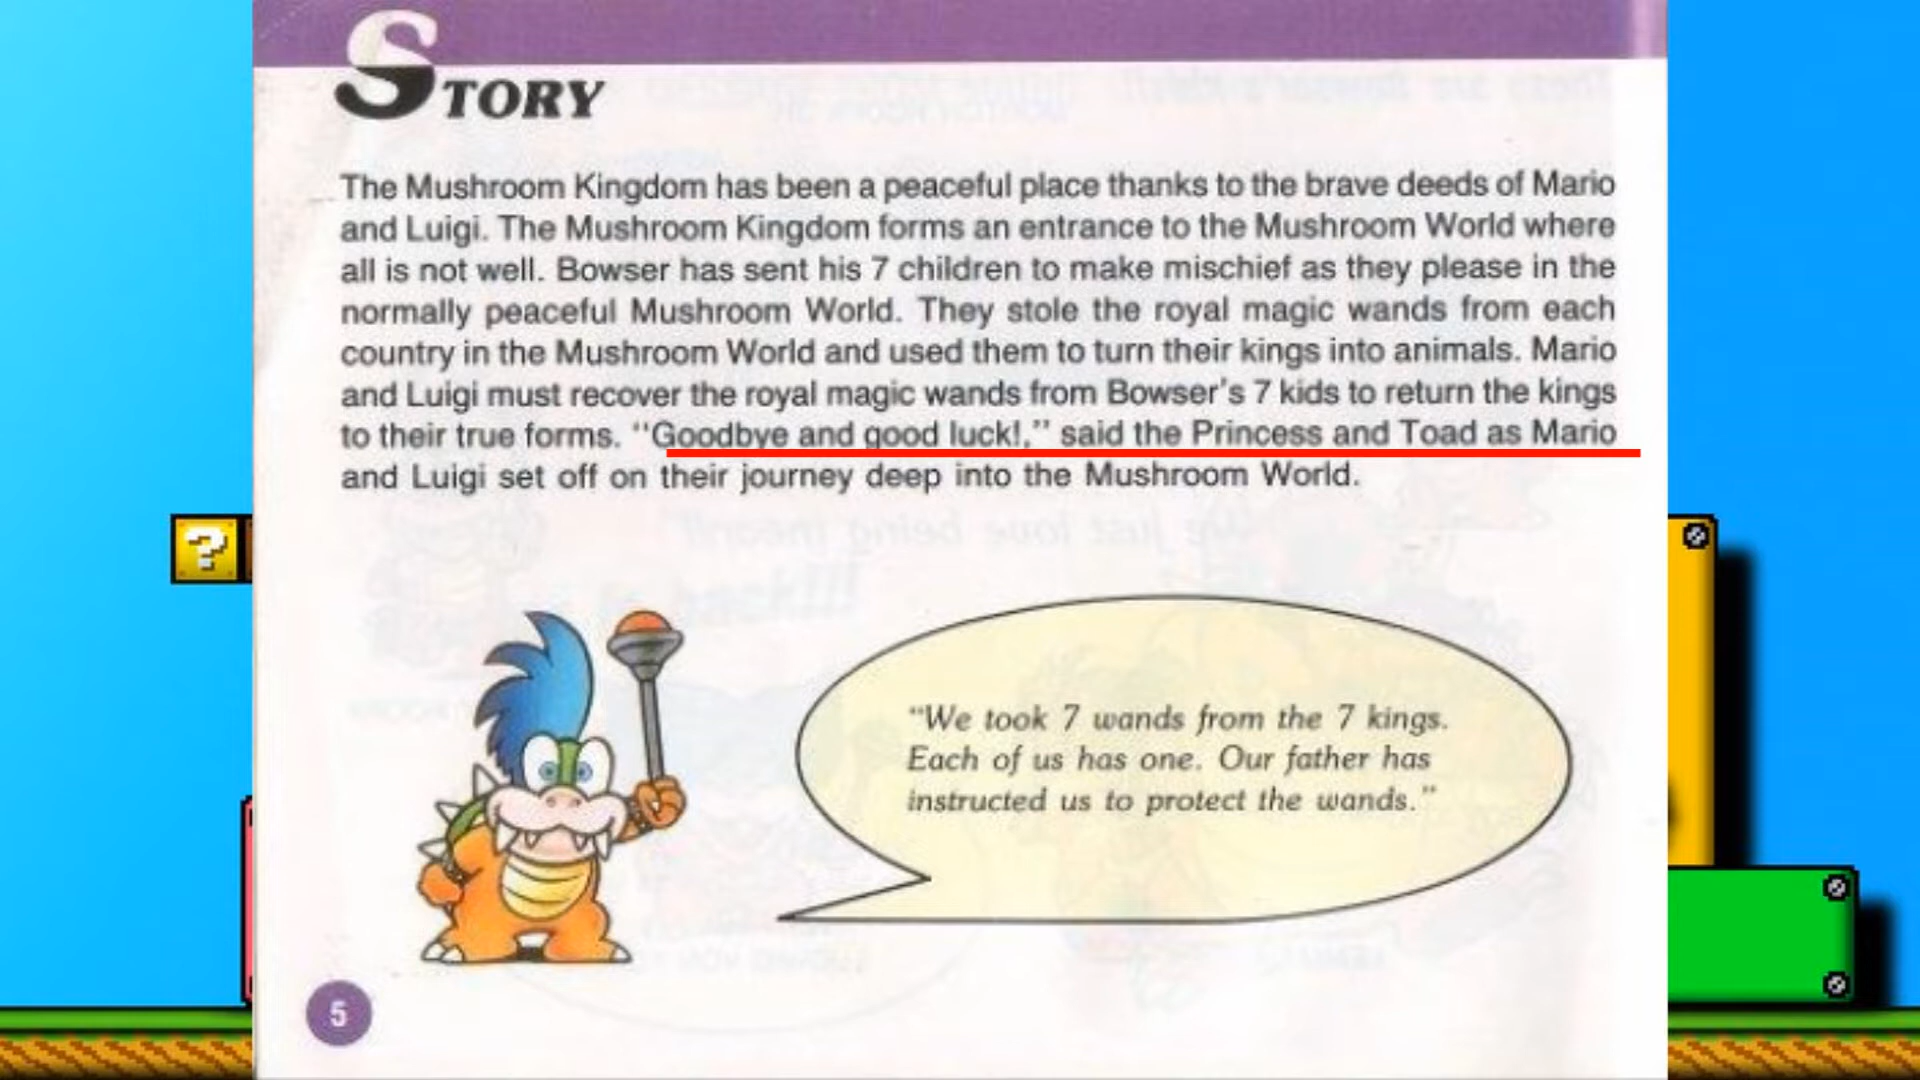 STORY
The Mushroom Kingdom has been a peaceful place thanks to the brave deeds of Mario
and Luigi. The Mushroom Kingdom forms an entrance to the Mushroom World where
all is not well. Bowser has sent his 7 children to make mischief as they please in the
normally peaceful Mushroom World. They stole the royal magic wands from each
country in the Mushroom World and used them to turn their kings into animals. Mario
and Luigi must recover the royal magic wands from Bowser's 7 kids to return the kings
to their true forms. "Goodbye and good luck!," said the Princess and Toad as Mario
and Luigi set off on their journey deep into the Mushroom World.
?
"We took 7 wands from the 7 kings.
Each of us has one. Our father has
instructed us to protect the wands."
5